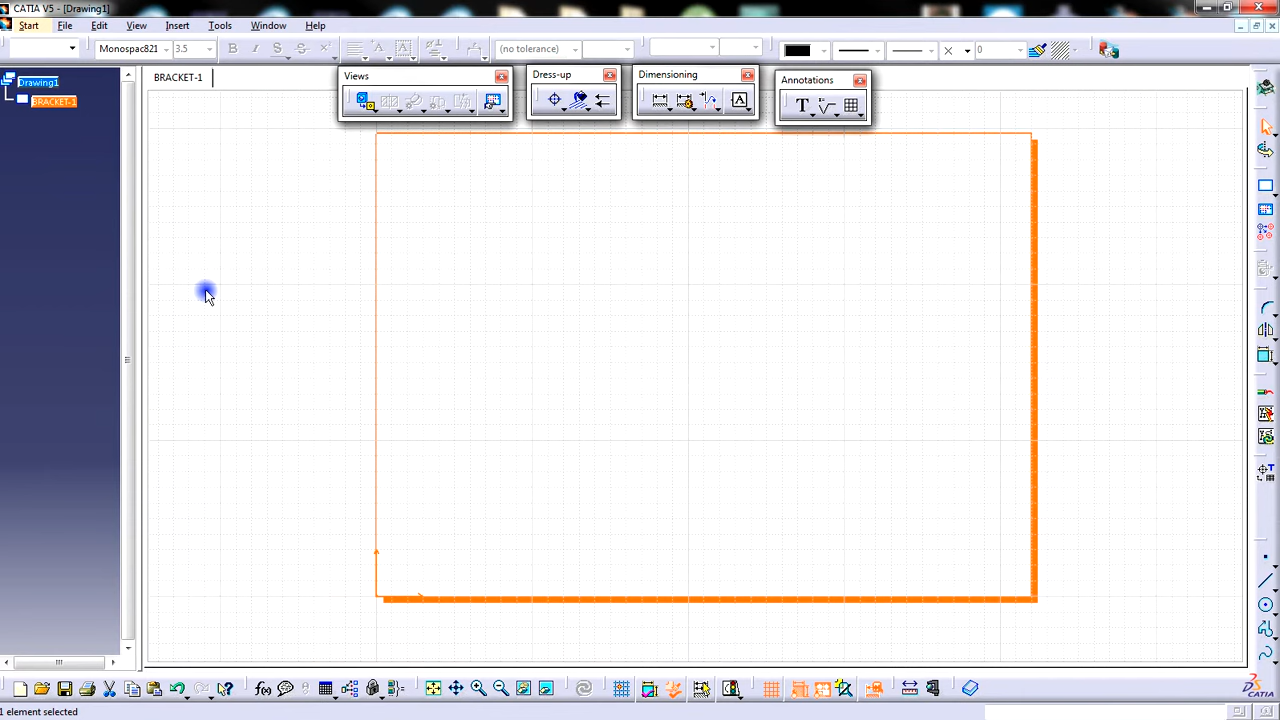 CATIA V5 - [Drawing1]
Start File Edit View Insert Tools Window Help
Monospac821 3.5 B I S (no tolerance) 0
Drawing1
BRACKET-1
BRACKET-1
Views
Dress-up
Dimensioning
Annotations
CATIA
1 element selected